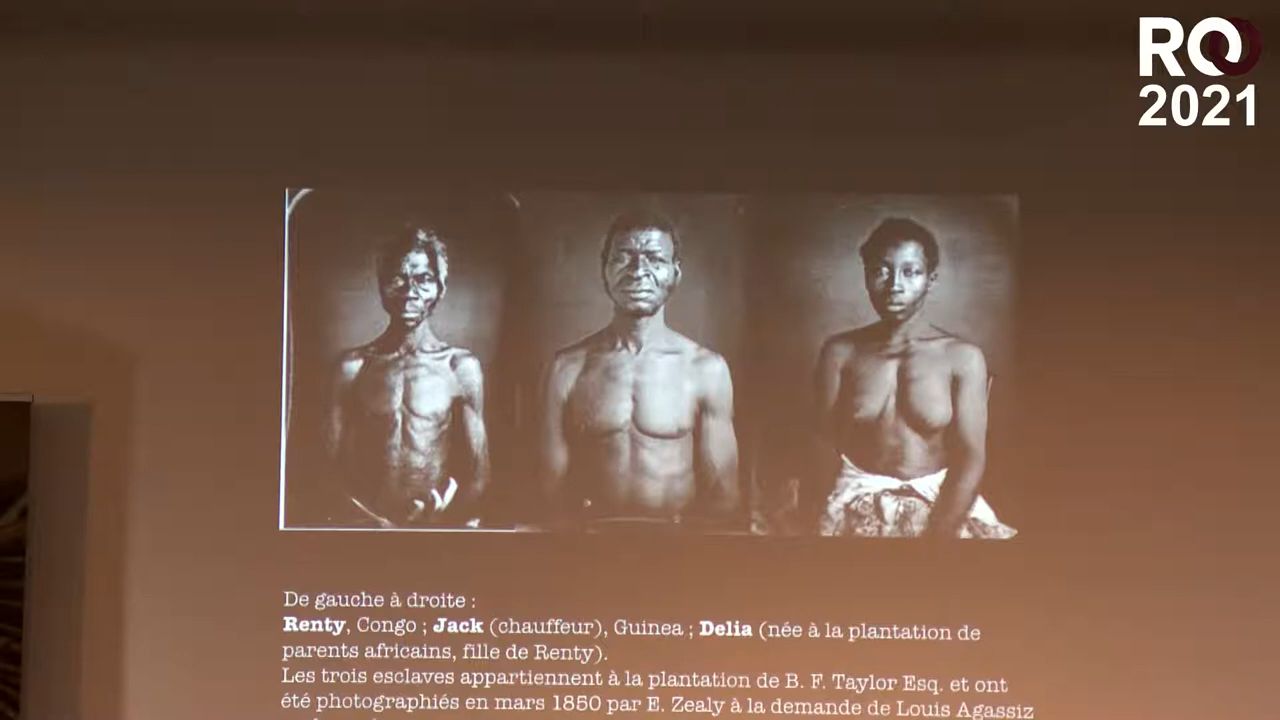 RO
2021
De gauche à droite :
Renty, Congo ; Jack (chauffeur), Guinea ; Delia (née à la plantation de
parents africains, fille de Renty).
Les trois esclaves appartiennent à la plantation de B. F. Taylor Esq. et ont
été photographiés en mars 1850 par E. Zealy à la demande de Louis Agassiz